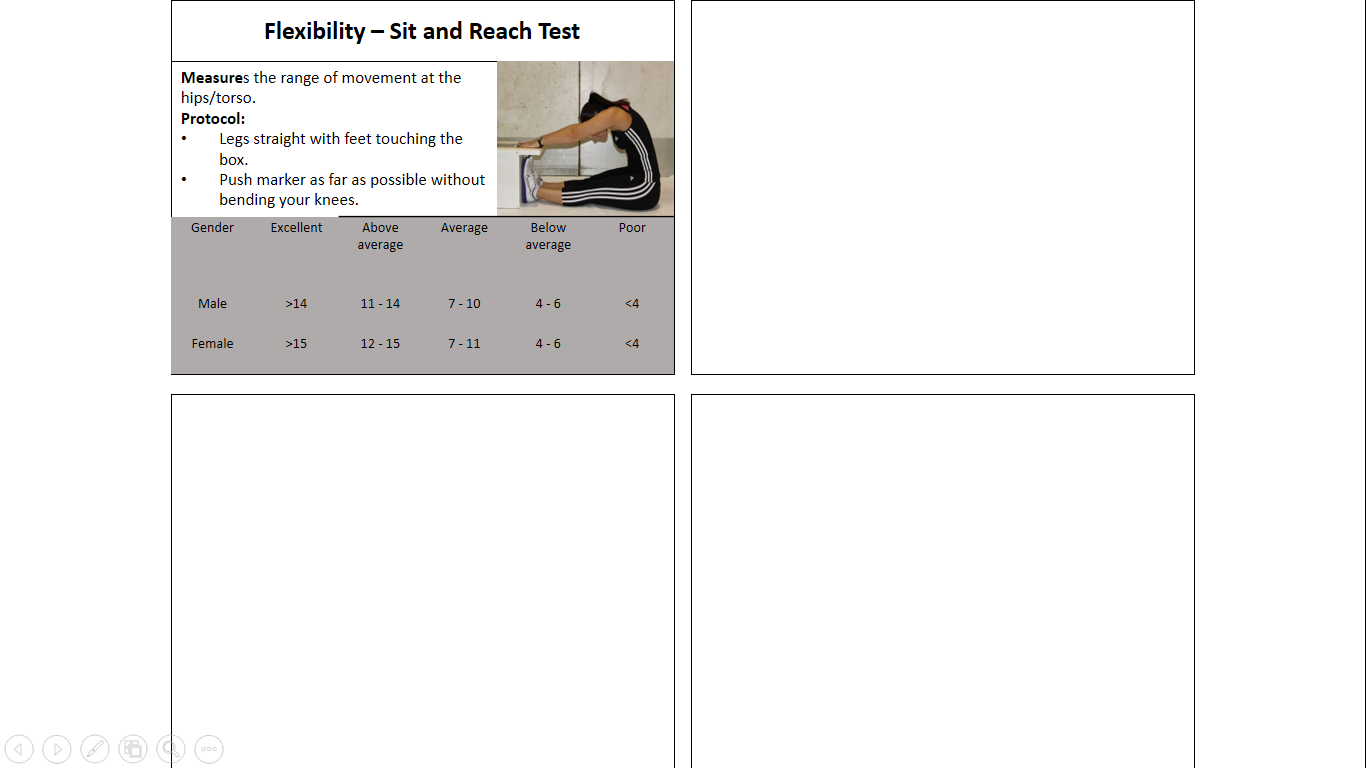 Flexibility – Sit and Reach Test
Measures the range of movement at the
hips/torso.
Protocol:
• Legs straight with feet touching the
box.
• Push marker as far as possible without
bending your knees.
Gender Excellent Above average Average Below average Poor
Male >14 11 - 14 7 - 10 4 - 6 <4
Female >15 12 - 15 7 - 11 4 - 6 <4